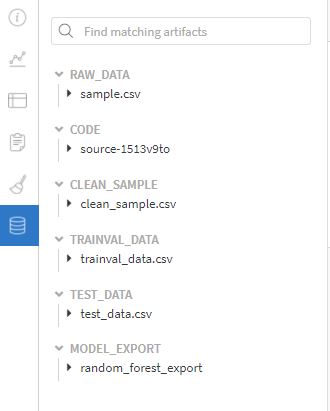 Find matching artifacts
RAW_DATA
sample.csv
CODE
source-1513v9to
CLEAN_SAMPLE
clean_sample.csv
TRAINVAL_DATA
trainval_data.csv
TEST_DATA
test_data.csv
MODEL_EXPORT
random_forest_export